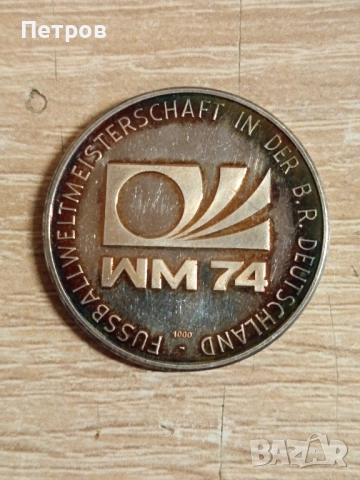 Петров
FUSSBALLWELTMEISTERSCHAFT IN DER B.R. DEUTSCHLAND -
WM 74
1000
BAZAR